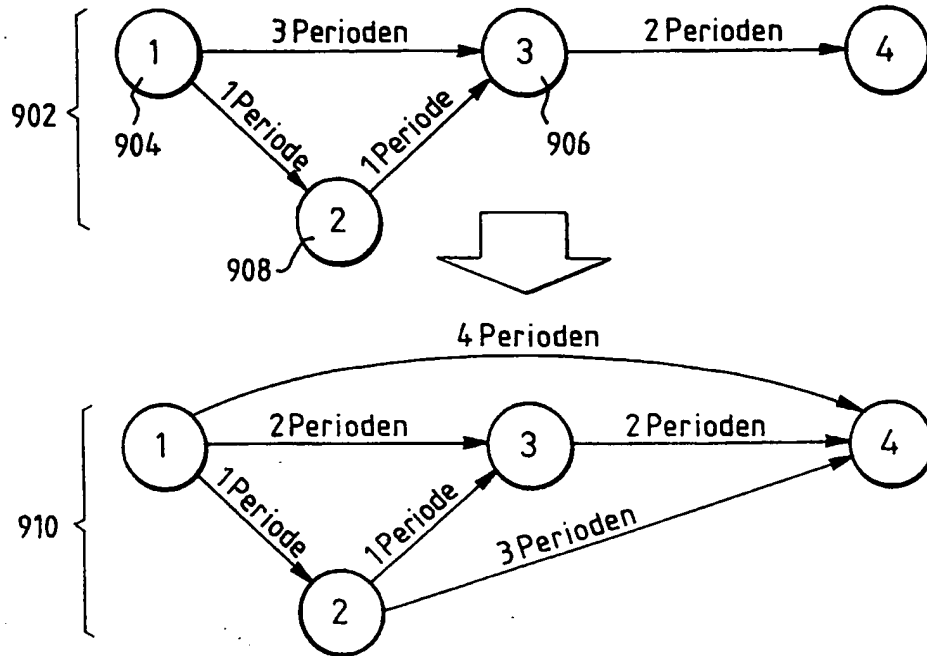 1
3 Perioden
3
2 Perioden
4
902
904
1 Periode
1 Periode
906
2
908
4 Perioden
1
2 Perioden
3
2 Perioden
4
910
1 Periode
1 Periode
3 Perioden
2